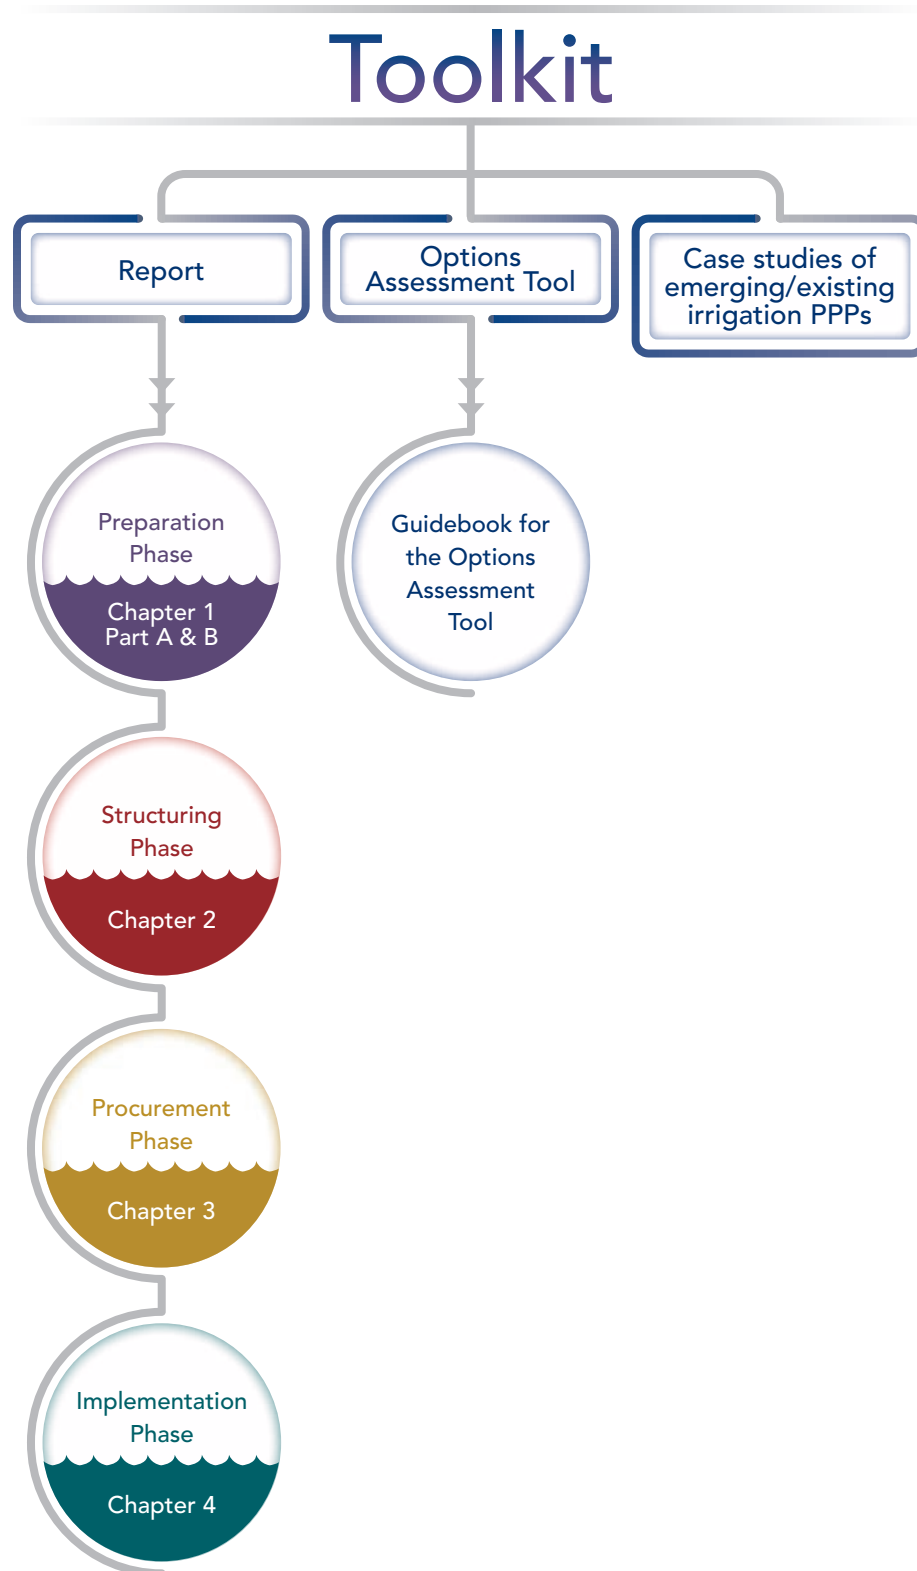 Toolkit
Report
Options
Assessment Tool
Case studies of
emerging/existing
irrigation PPPs
Preparation
Phase
Chapter 1
Part A & B
Guidebook for
the Options
Assessment
Tool
Structuring
Phase
Chapter 2
Procurement
Phase
Chapter 3
Implementation
Phase
Chapter 4